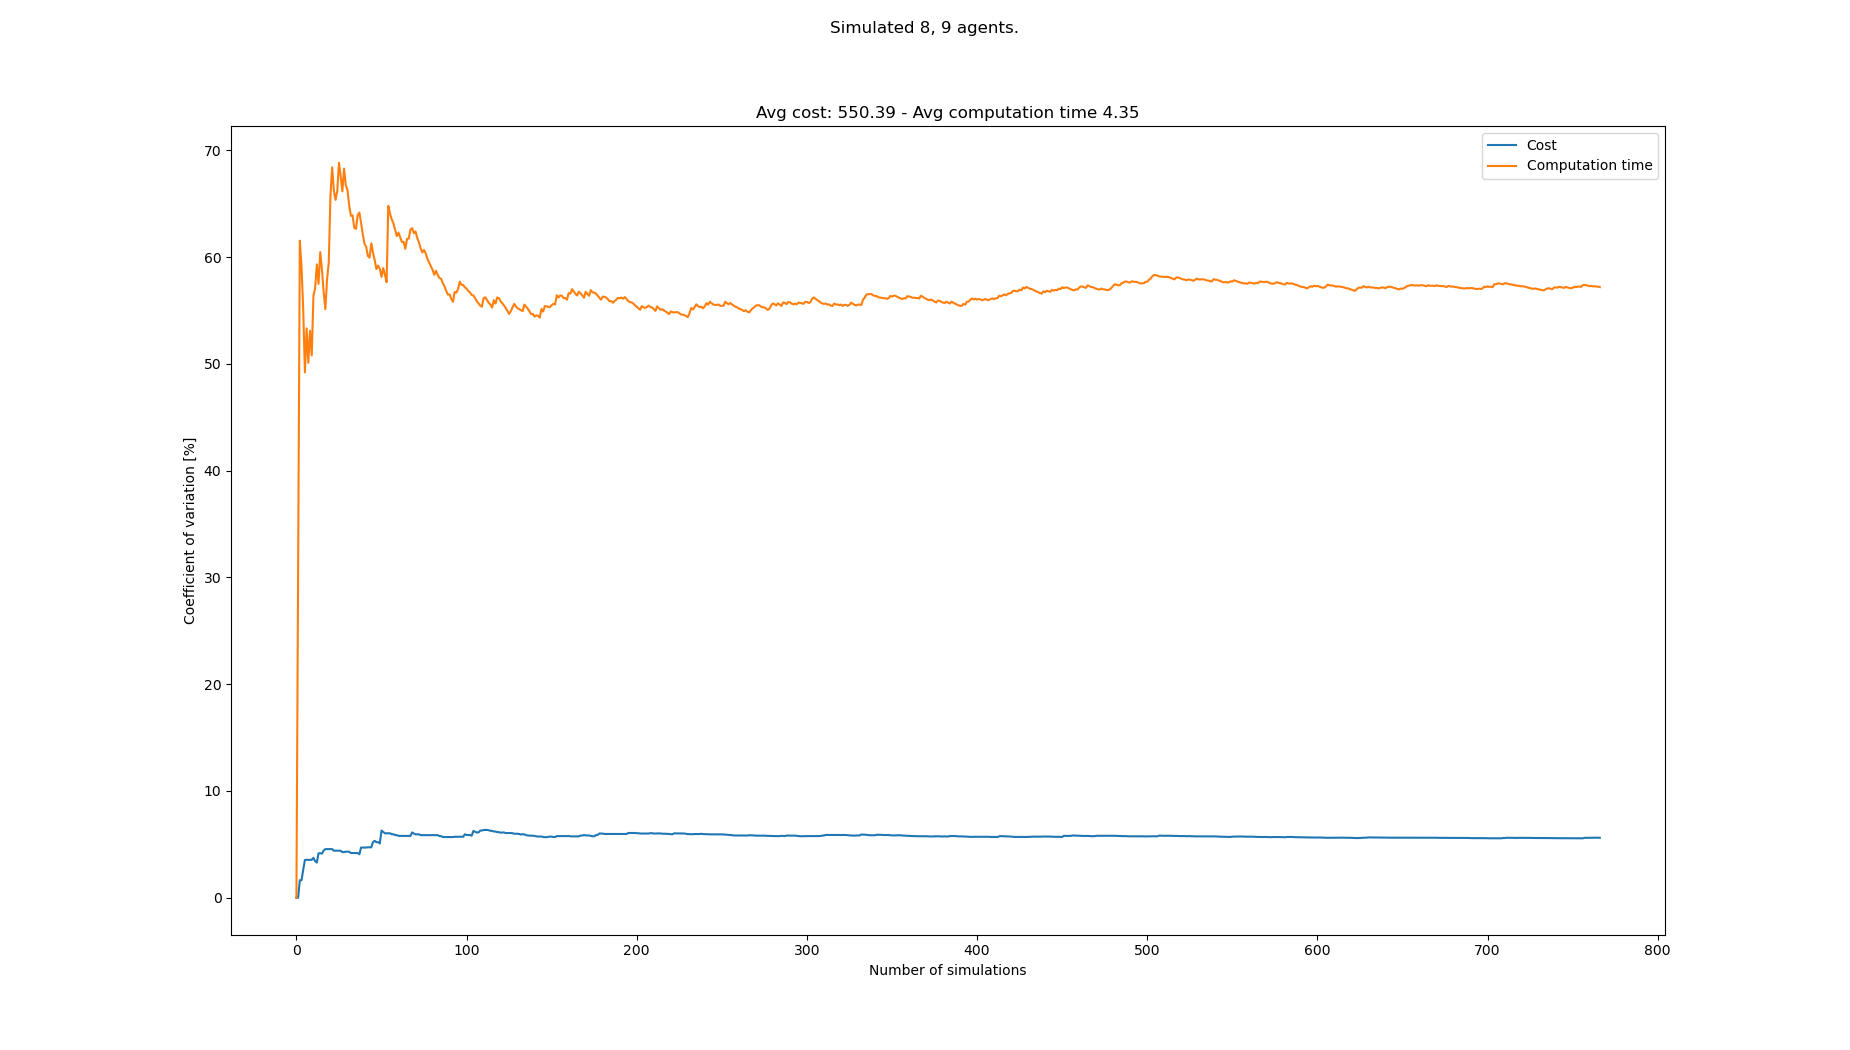 Simulated 8, 9 agents.
Avg cost: 550.39 - Avg computation time 4.35
Cost
Computation time
70
60
50
40
30
20
10
0
Coefficient of variation [%]
0 100 200 300 400 500 600 700 800
Number of simulations